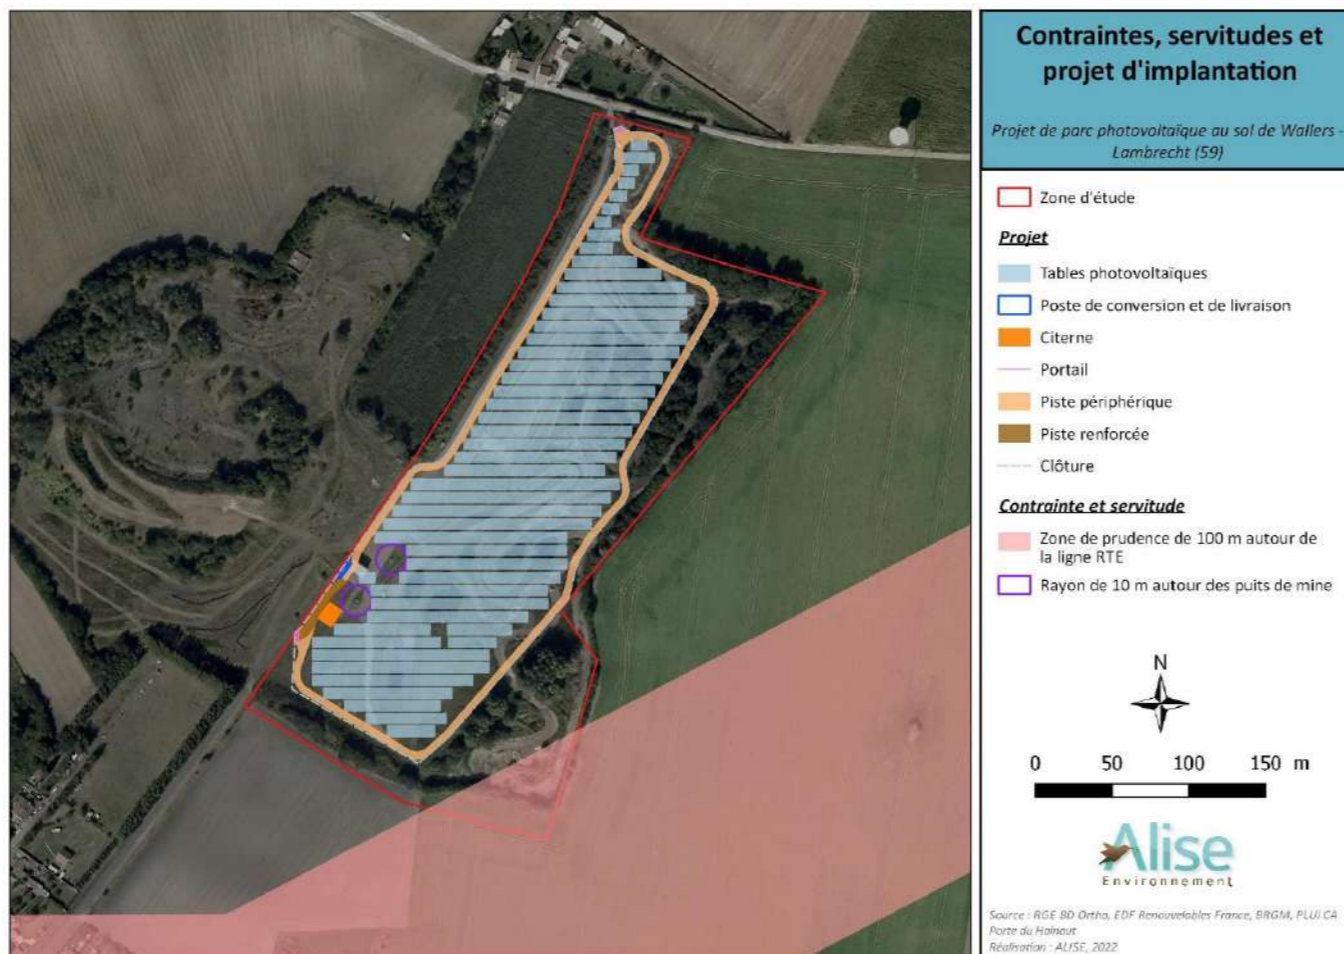 Contraintes, servitudes et
projet d'implantation
Projet de parc photovoltaïque au sol de Wallers -
Lambrecht (59)
Zone d'étude
Projet
Tables photovoltaïques
Poste de conversion et de livraison
Citerne
Portail
Piste périphérique
Piste renforcée
Clôture
Contrainte et servitude
Zone de prudence de 100 m autour de
la ligne RTE
Rayon de 10 m autour des puits de mine
N
0 50 100 150 m
Alise
Environnement
Source : RGE BD Ortho, EDF Renouvelables France, BRGM, PLUi CA
Porte du Hainaut
Réalisation : ALISE, 2022